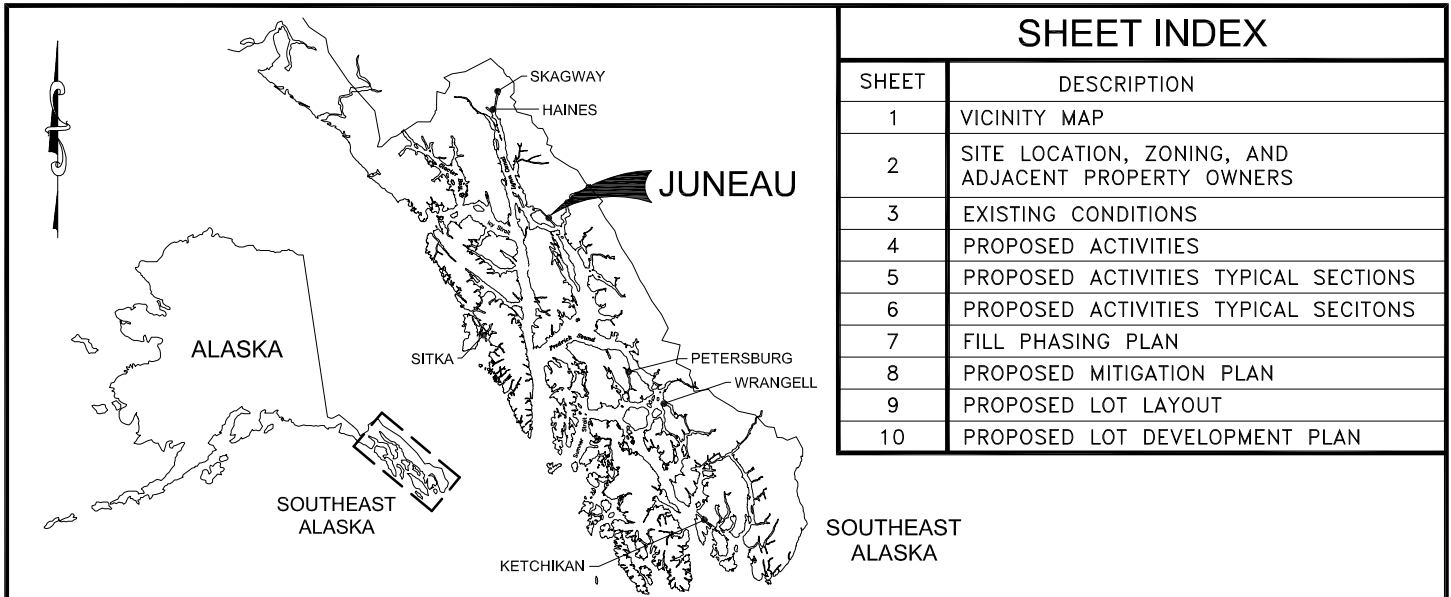 SKAGWAY
HAINES
JUNEAU
ALASKA
SITKA
PETERSBURG
WRANGELL
SOUTHEAST
ALASKA
KETCHIKAN
SOUTHEAST
ALASKA
SHEET INDEX
SHEET DESCRIPTION
1 VICINITY MAP
2 SITE LOCATION, ZONING, AND
ADJACENT PROPERTY OWNERS
3 EXISTING CONDITIONS
4 PROPOSED ACTIVITIES
5 PROPOSED ACTIVITIES TYPICAL SECTIONS
6 PROPOSED ACTIVITIES TYPICAL SECITONS
7 FILL PHASING PLAN
8 PROPOSED MITIGATION PLAN
9 PROPOSED LOT LAYOUT
10 PROPOSED LOT DEVELOPMENT PLAN